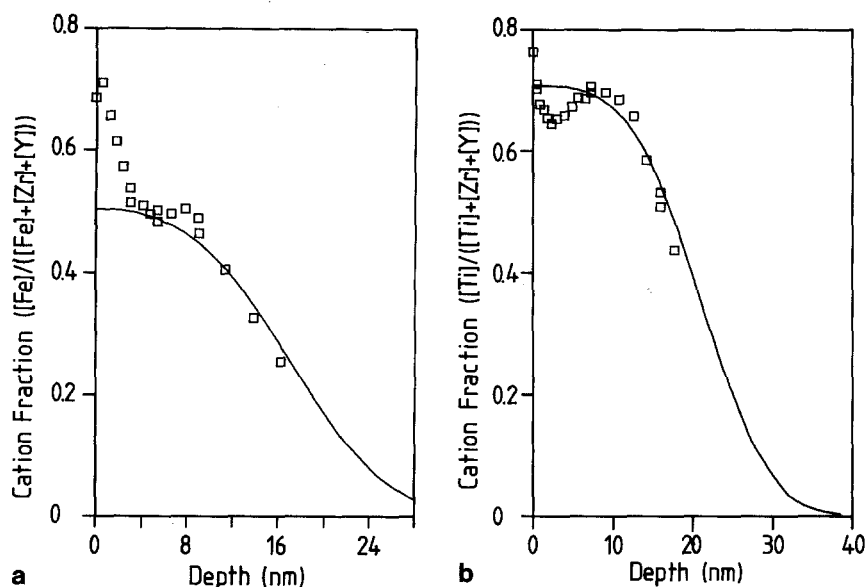 0.8
0.6
0.4
0.2
0
Cation Fraction ([Fe]/([Fe]+[Zr]+[Y]))
0 8 16 24
Depth (nm)
a
0.8
0.6
0.4
0.2
0
Cation Fraction ([Ti]/([Ti]+[Zr]+[Y]))
0 10 20 30 40
Depth (nm)
b